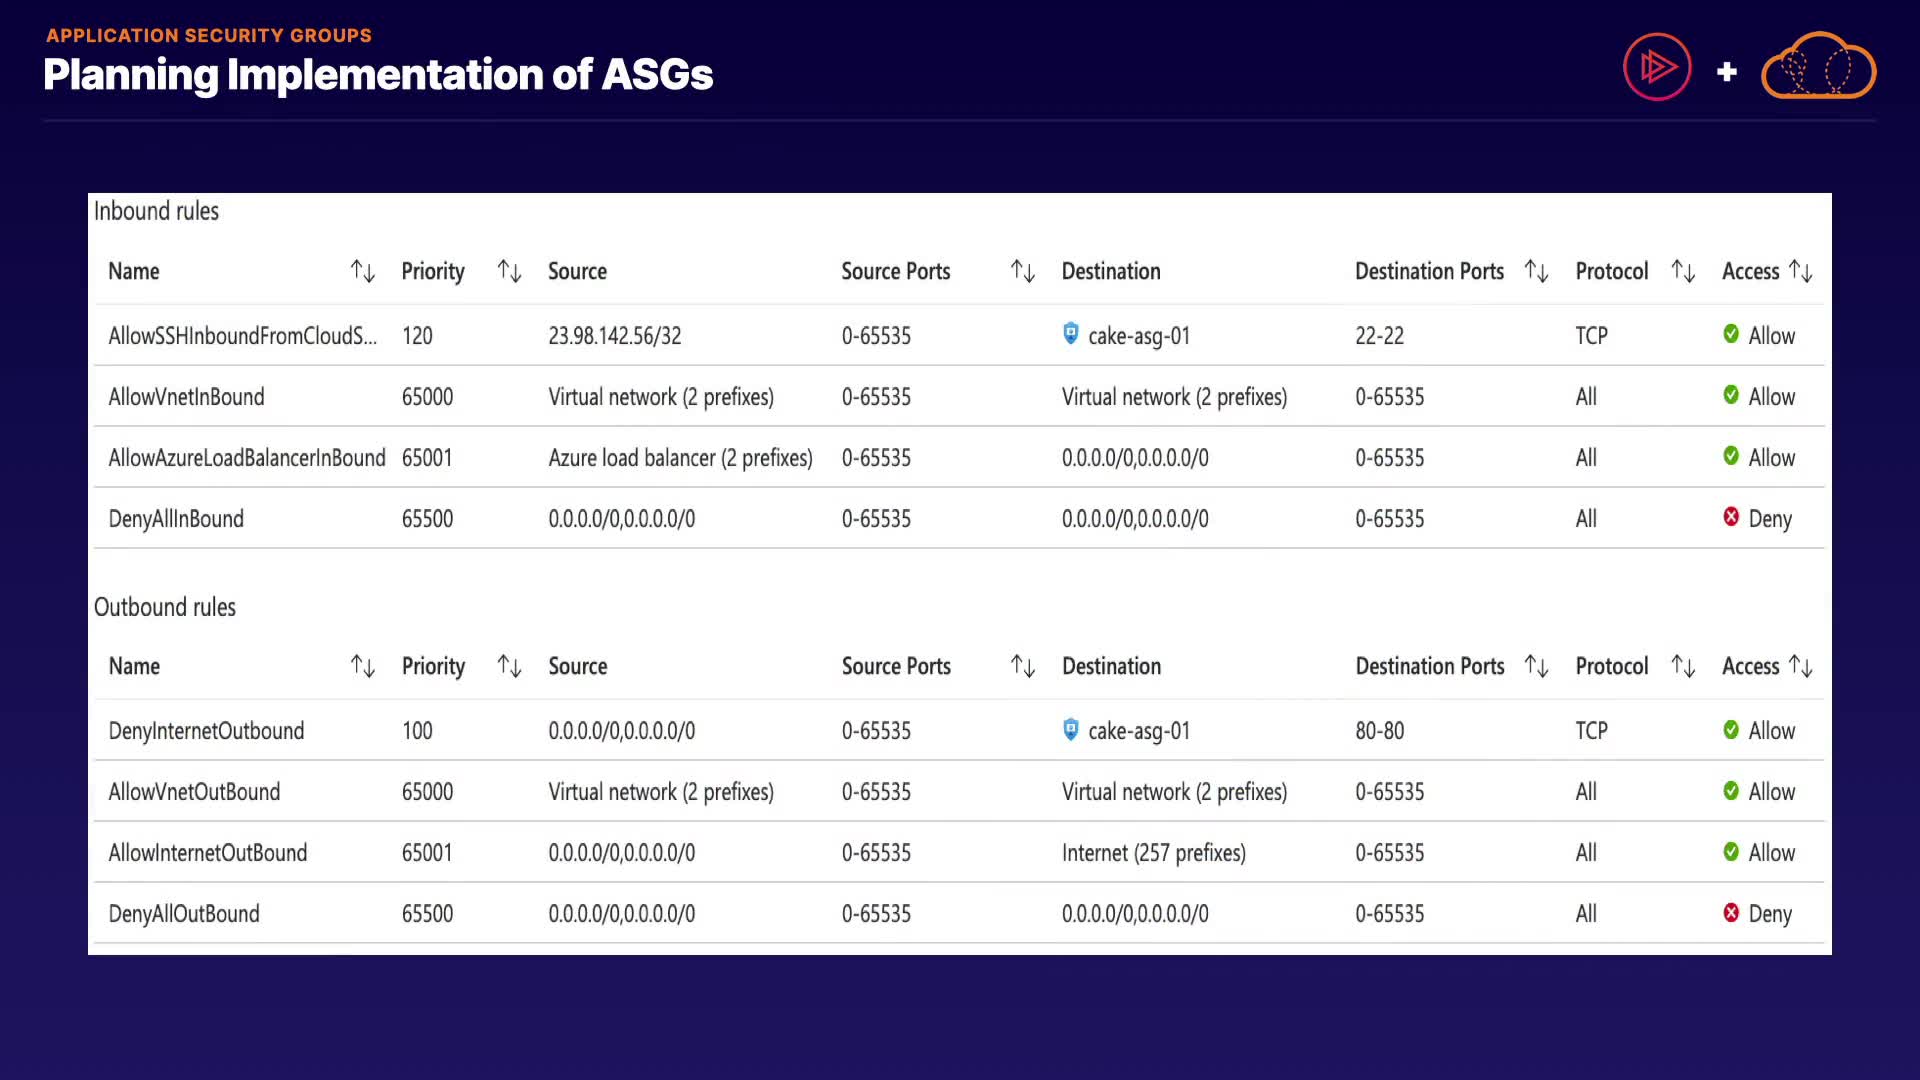 APPLICATION SECURITY GROUPS
Planning Implementation of ASGs
Inbound rules
Name Priority Source Source Ports Destination Destination Ports Protocol Access
AllowSSHInboundFromCloudS... 120 23.98.142.56/32 0-65535 cake-asg-01 22-22 TCP Allow
AllowVnetInBound 65000 Virtual network (2 prefixes) 0-65535 Virtual network (2 prefixes) 0-65535 All Allow
AllowAzureLoadBalancerInBound 65001 Azure load balancer (2 prefixes) 0-65535 0.0.0.0/0,0.0.0.0/0 0-65535 All Allow
DenyAllInBound 65500 0.0.0.0/0,0.0.0.0/0 0-65535 0.0.0.0/0,0.0.0.0/0 0-65535 All Deny
Outbound rules
Name Priority Source Source Ports Destination Destination Ports Protocol Access
DenyInternetOutbound 100 0.0.0.0/0,0.0.0.0/0 0-65535 cake-asg-01 80-80 TCP Allow
AllowVnetOutBound 65000 Virtual network (2 prefixes) 0-65535 Virtual network (2 prefixes) 0-65535 All Allow
AllowInternetOutBound 65001 0.0.0.0/0,0.0.0.0/0 0-65535 Internet (257 prefixes) 0-65535 All Allow
DenyAllOutBound 65500 0.0.0.0/0,0.0.0.0/0 0-65535 0.0.0.0/0,0.0.0.0/0 0-65535 All Deny